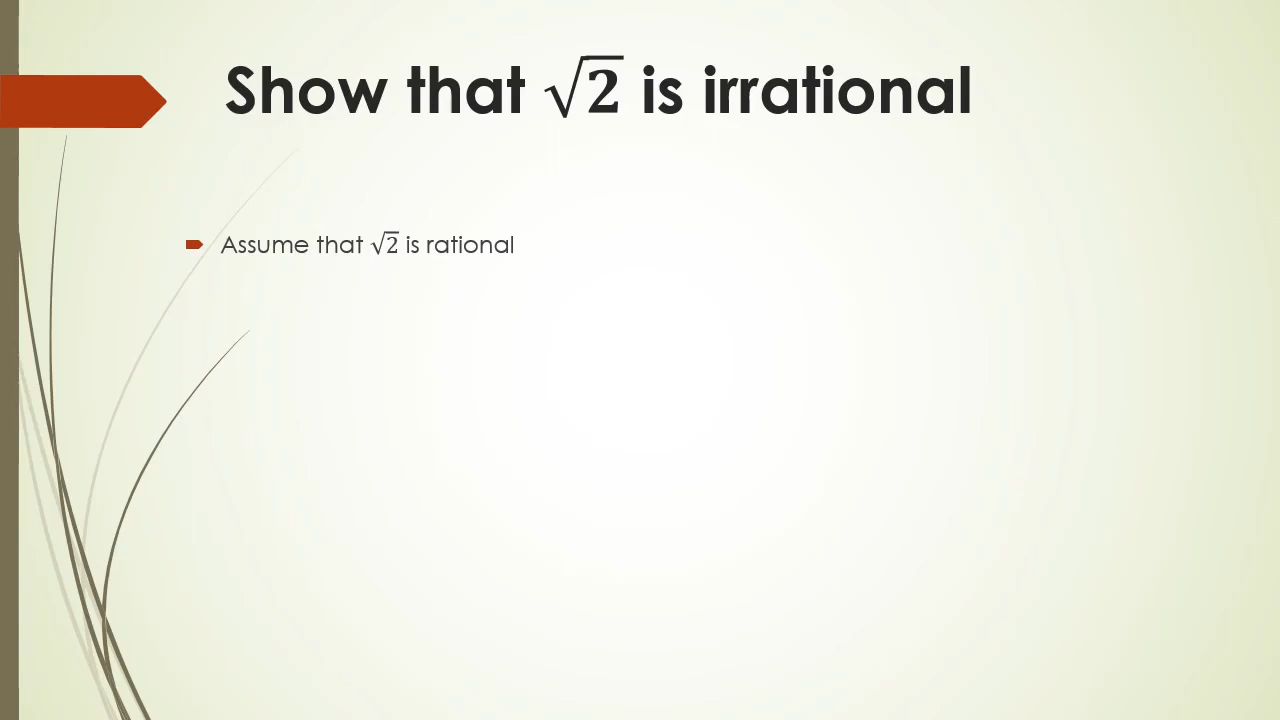 Show that √2 is irrational
Assume that √2 is rational